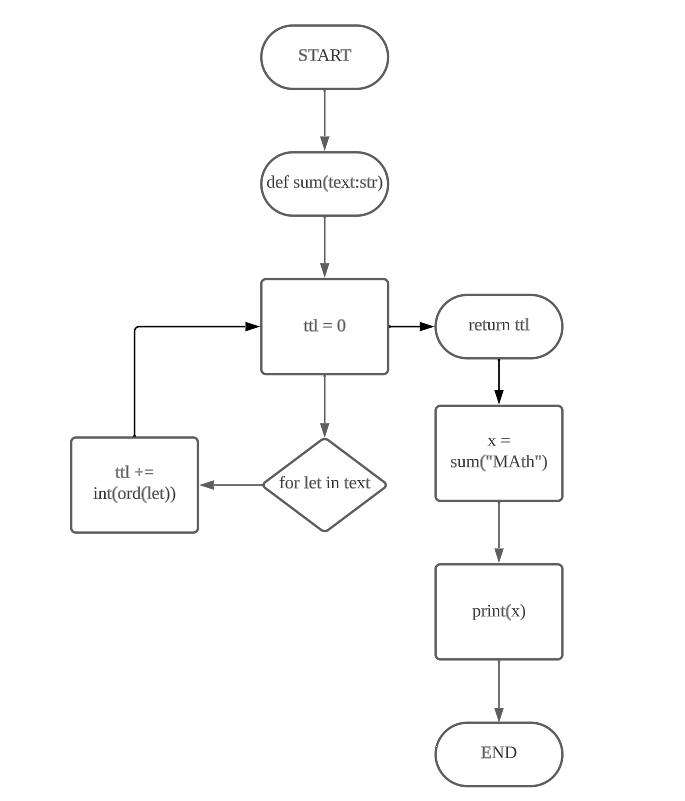 START
def sum(text:str)
ttl = 0
return ttl
for let in text
ttl +=
int(ord(let))
x =
sum("MAth")
print(x)
END